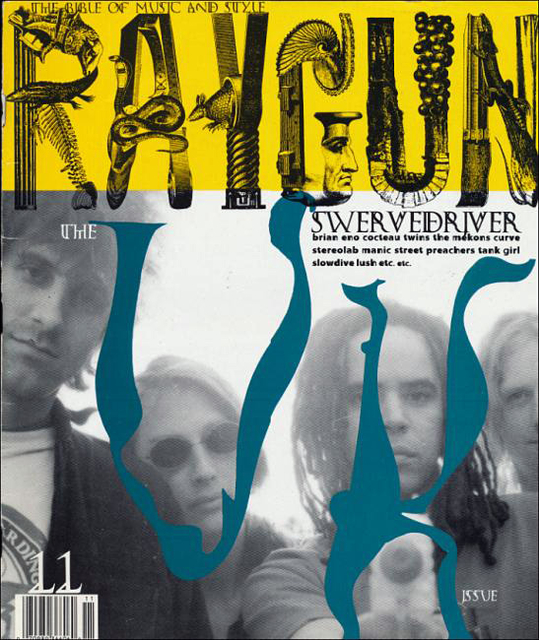 THE BIBLE OF MUSIC AND STYLE
RAYGUN
THE
SWERVEDRIVER
brian eno cocteau twins the mekons curve
stereolab manic street preachers tank girl
slowdive lush etc. etc.
UK
11
11
ISSUE